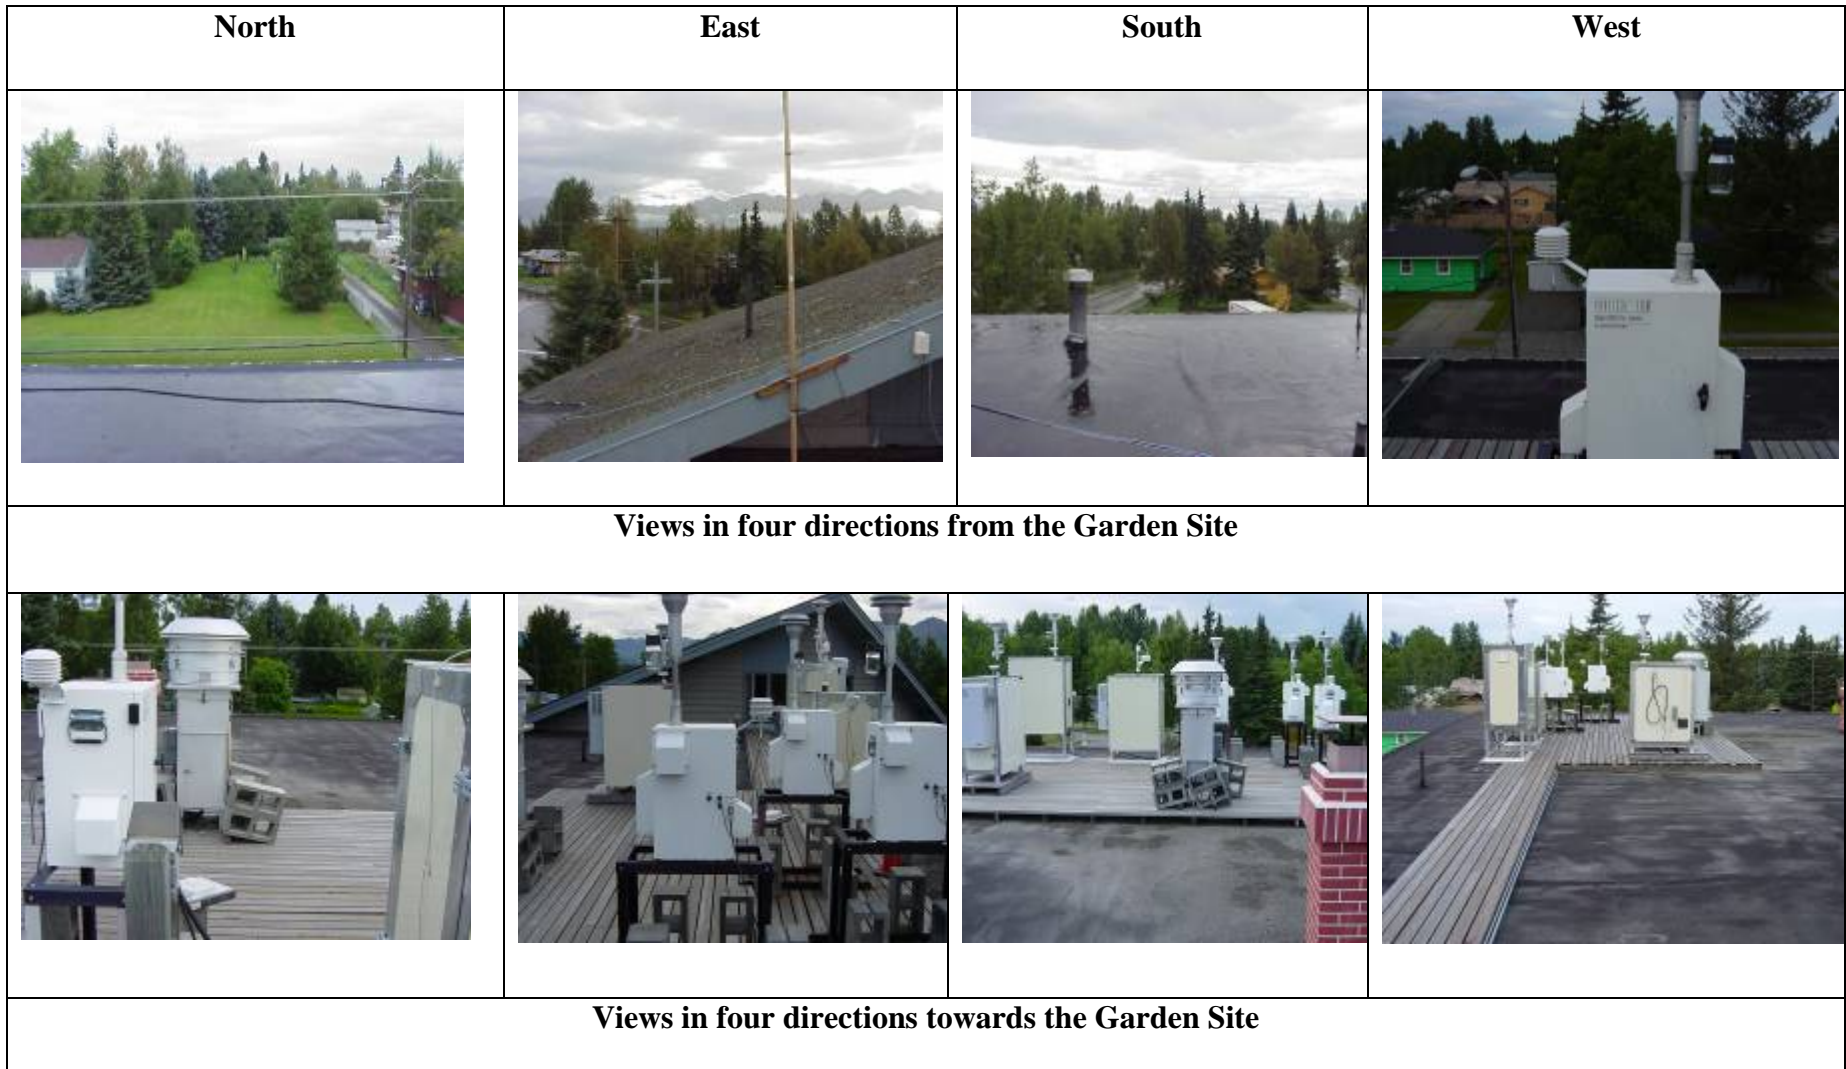 North
East
South
West
Views in four directions from the Garden Site
Views in four directions towards the Garden Site